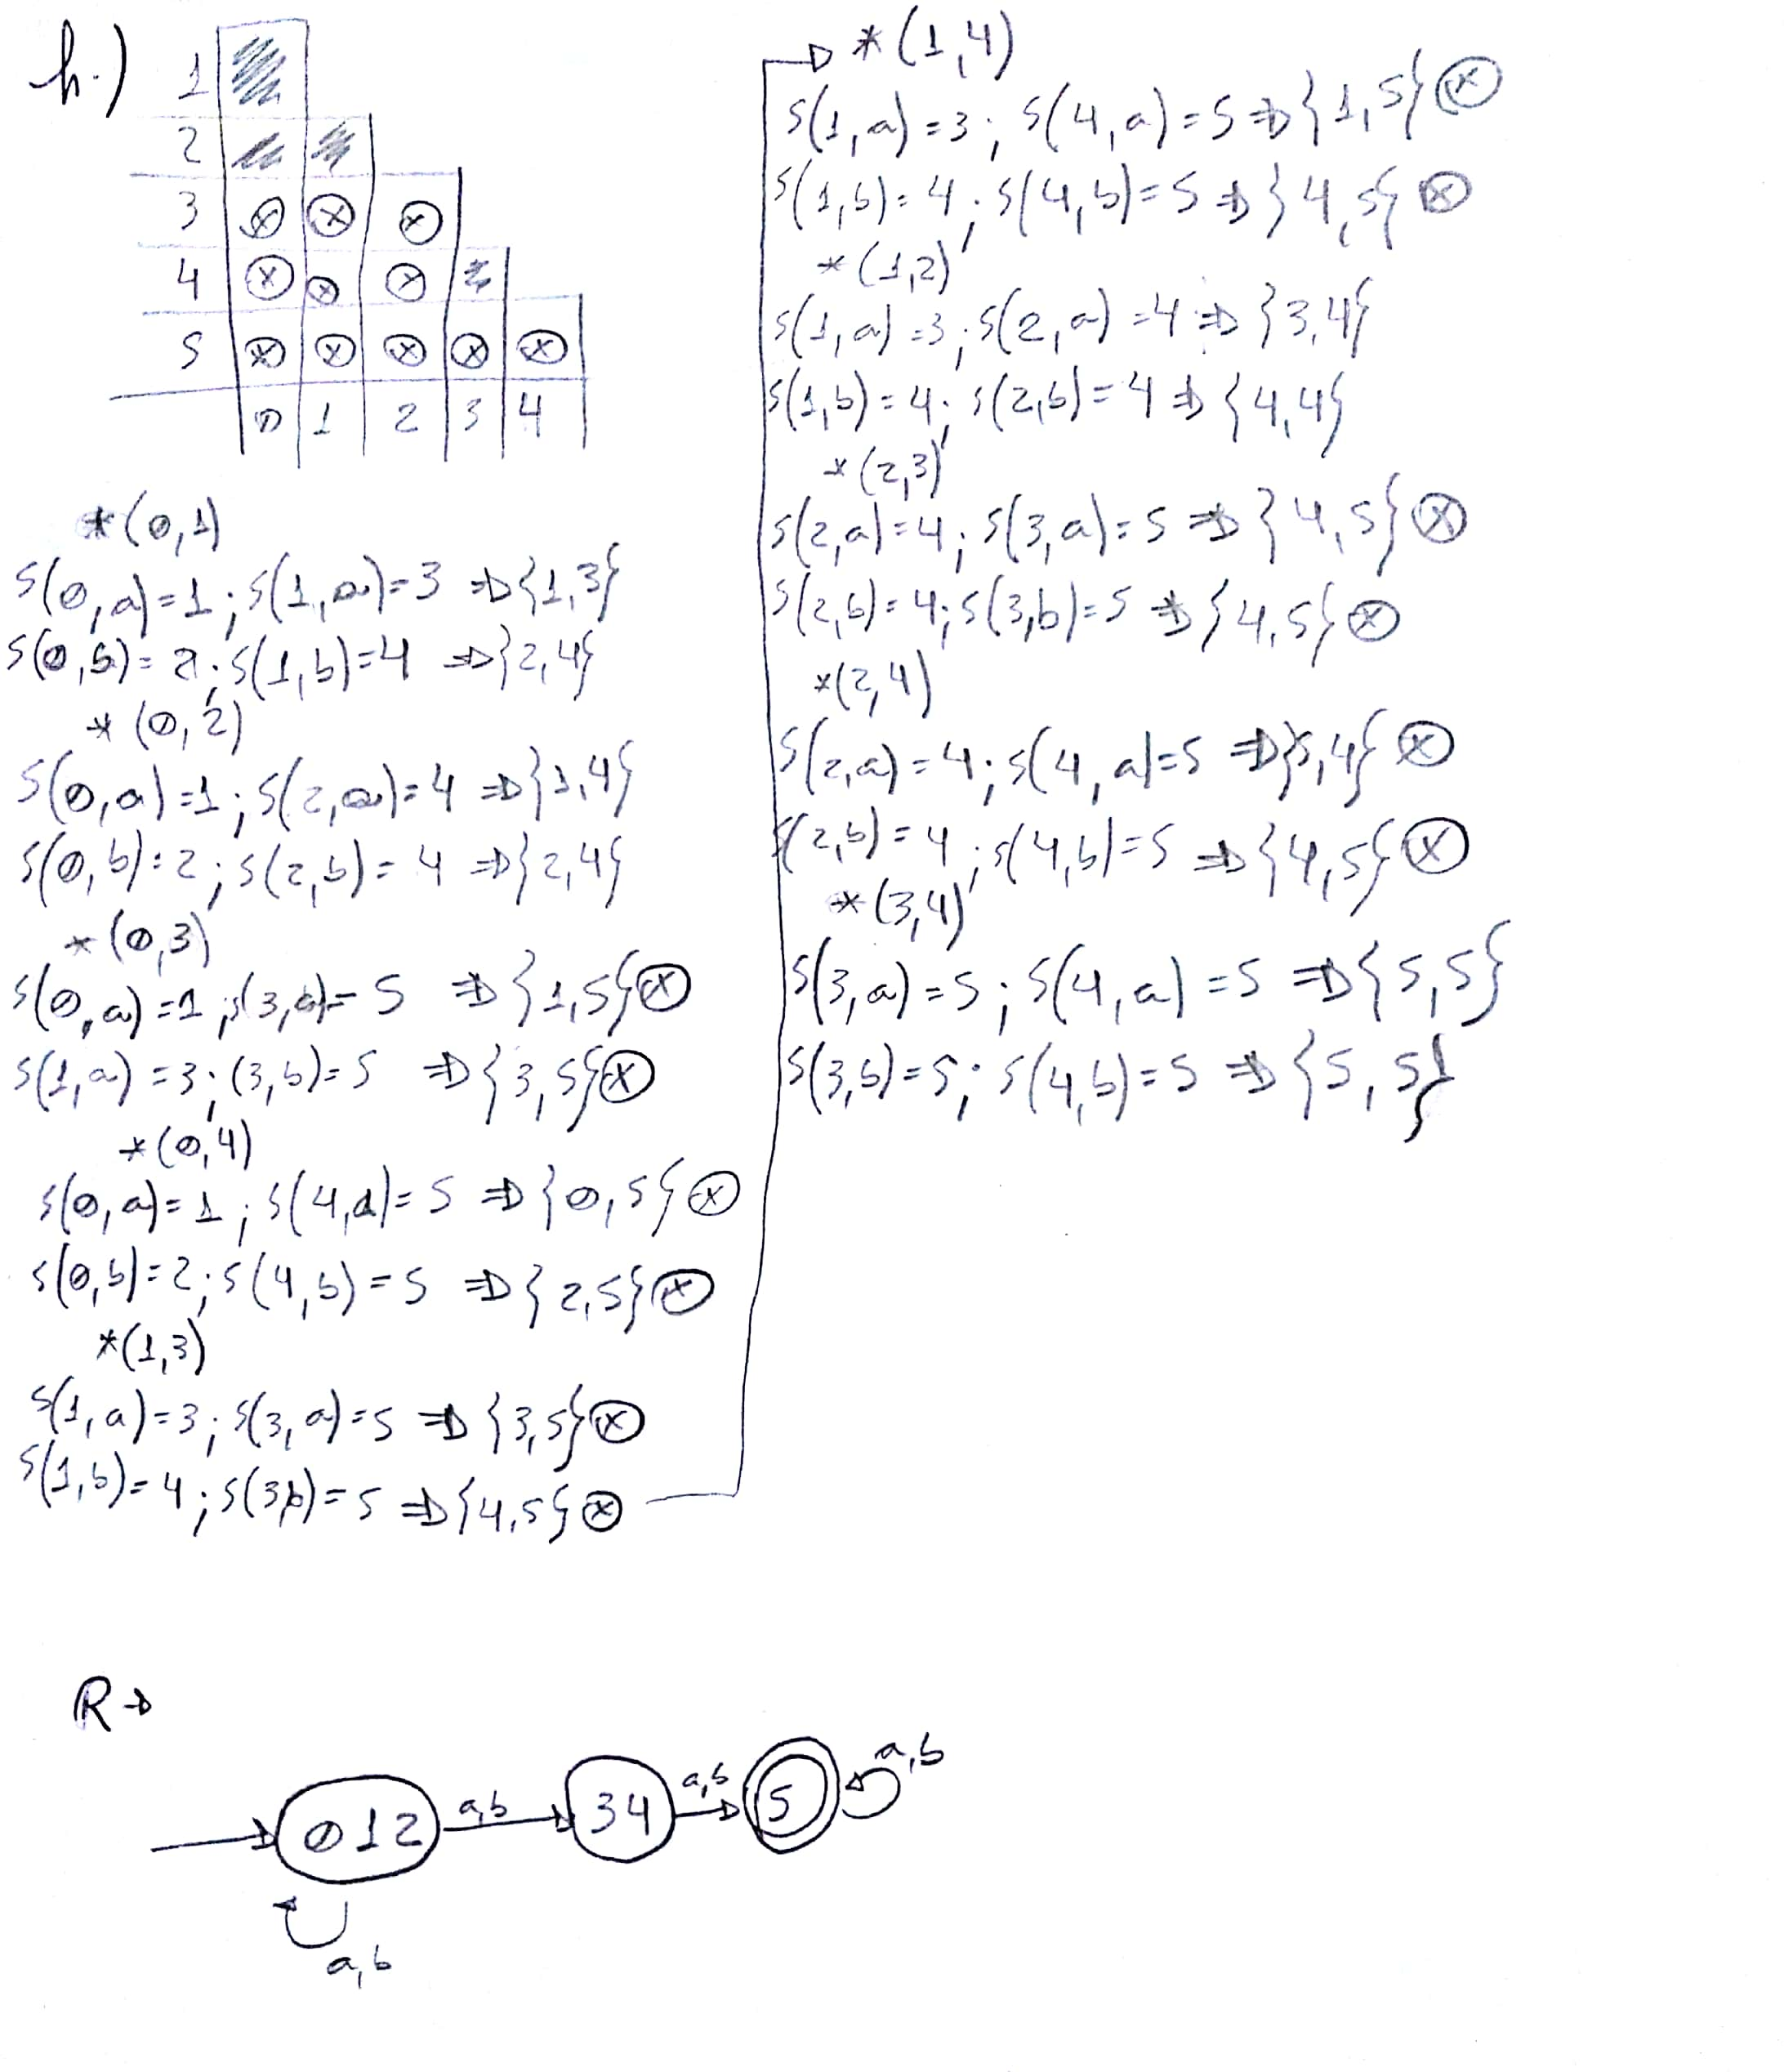 h.)
1
2
3 ⊗ ⊗ ⊗
4 ⊗ ⊗ ⊗
5 ⊗ ⊗ ⊗ ⊗ ⊗
0 1 2 3 4
*(0,1)
S(0,a)=1; S(1,a)=3 => {1,3}
S(0,b)=2; S(1,b)=4 => {2,4}
*(0,2)
S(0,a)=1; S(2,a)=4 => {1,4}
S(0,b)=2; S(2,b)=4 => {2,4}
*(0,3)
S(0,a)=1; S(3,a)=5 => {1,5} ⊗
S(1,a)=3; (3,b)=5 => {3,5} ⊗
*(0,4)
S(0,a)=1; S(4,a)=5 => {0,5} ⊗
S(0,b)=2; S(4,b)=5 => {2,5} ⊗
*(1,3)
S(1,a)=3; S(3,a)=5 => {3,5} ⊗
S(1,b)=4; S(3,b)=5 => {4,5} ⊗
*(1,4)
S(1,a)=3; S(4,a)=5 => {1,5} ⊗
S(1,b)=4; S(4,b)=5 => {4,5} ⊗
*(1,2)
S(1,a)=3; S(2,a)=4 => {3,4}
S(1,b)=4; S(2,b)=4 => {4,4}
*(2,3)
S(2,a)=4; S(3,a)=5 => {4,5} ⊗
S(2,b)=4; S(3,b)=5 => {4,5} ⊗
*(2,4)
S(2,a)=4; S(4,a)=5 => {5,4} ⊗
S(2,b)=4; S(4,b)=5 => {4,5} ⊗
*(3,4)
S(3,a)=5; S(4,a)=5 => {5,5}
S(3,b)=5; S(4,b)=5 => {5,5}
R→
012 a,b 34 a,b 5 a,b
a,b